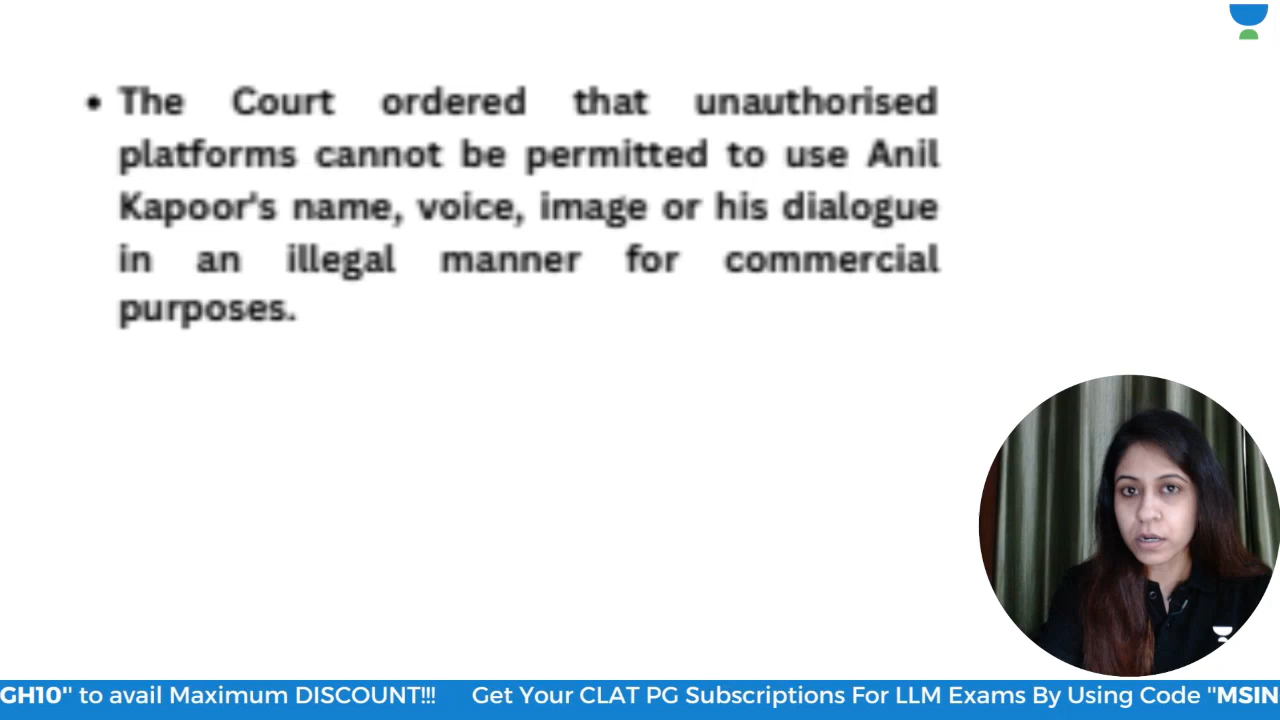 • The Court ordered that unauthorised
platforms cannot be permitted to use Anil
Kapoor's name, voice, image or his dialogue
in an illegal manner for commercial
purposes.
GH10" to avail Maximum DISCOUNT!!! Get Your CLAT PG Subscriptions For LLM Exams By Using Code "MSIN